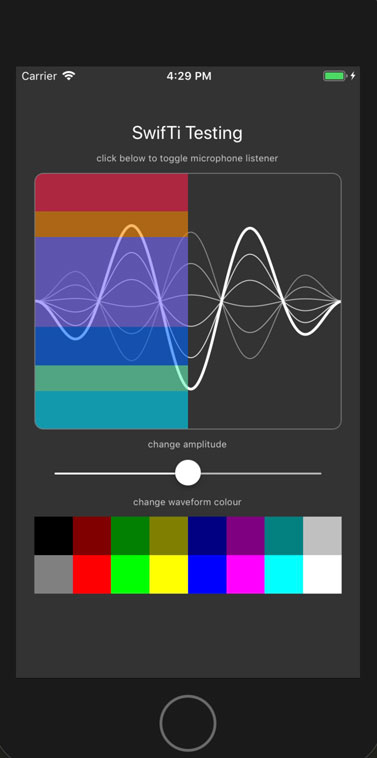 Carrier 4:29 PM
SwifTi Testing
click below to toggle microphone listener
change amplitude
change waveform colour